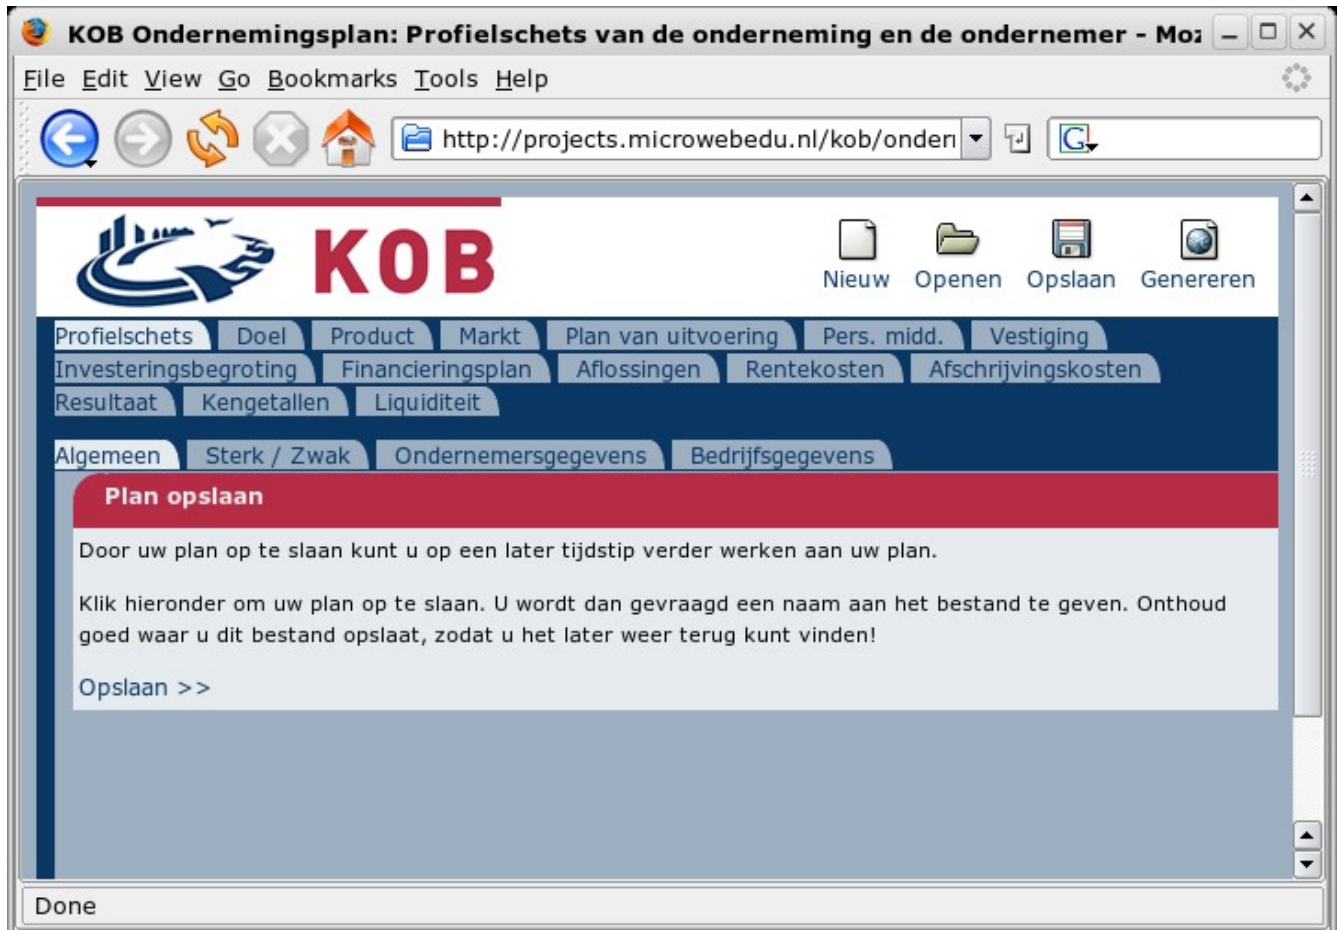 KOB Ondernemingsplan: Profielschets van de onderneming en de ondernemer - Moz
File Edit View Go Bookmarks Tools Help
http://projects.microwebedu.nl/kob/ondern
G
KOB
Nieuw Openen Opslaan Genereren
Profielschets Doel Product Markt Plan van uitvoering Pers. midd. Vestiging
Investeringsbegroting Financieringsplan Aflossingen Rentekosten Afschrijvingskosten
Resultaat Kengetallen Liquiditeit
Algemeen Sterk / Zwak Ondernemersgegevens Bedrijfsgegevens
Plan opslaan
Door uw plan op te slaan kunt u op een later tijdstip verder werken aan uw plan.
Klik hieronder om uw plan op te slaan. U wordt dan gevraagd een naam aan het bestand te geven. Onthoud
goed waar u dit bestand opslaat, zodat u het later weer terug kunt vinden!
Opslaan >>
Done